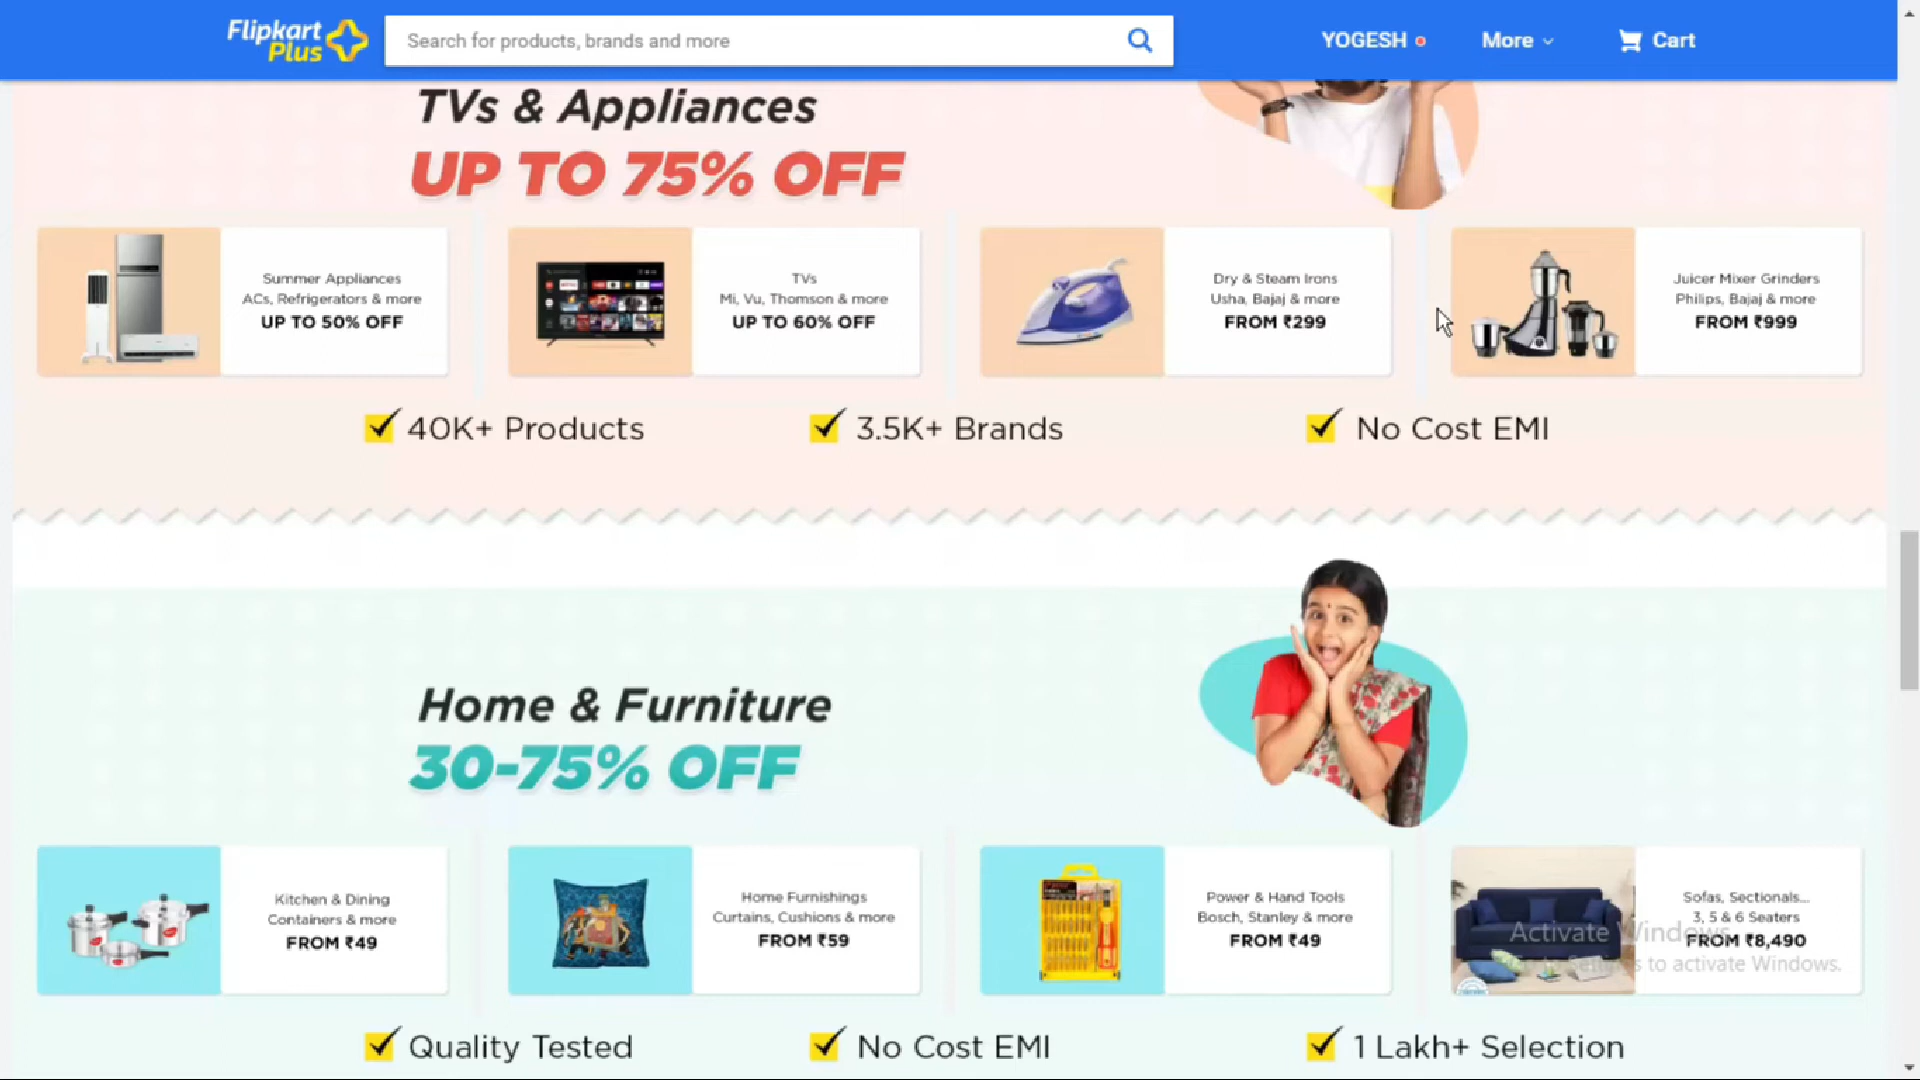 Flipkart
Plus
Search for products, brands and more
YOGESH
More
Cart
TVs & Appliances
UP TO 75% OFF
Summer Appliances
ACs, Refrigerators & more
UP TO 50% OFF
TVs
Mi, Vu, Thomson & more
UP TO 60% OFF
Dry & Steam Irons
Usha, Bajaj & more
FROM ₹299
Juicer Mixer Grinders
Philips, Bajaj & more
FROM ₹999
40K+ Products
3.5K+ Brands
No Cost EMI
Home & Furniture
30-75% OFF
Kitchen & Dining
Containers & more
FROM ₹49
Home Furnishings
Curtains, Cushions & more
FROM ₹59
Power & Hand Tools
Bosch, Stanley & more
FROM ₹49
Sofas, Sectionals...
3, 5 & 6 Seaters
FROM ₹8,490
Activate Windows
to activate Windows.
Quality Tested
No Cost EMI
1 Lakh+ Selection